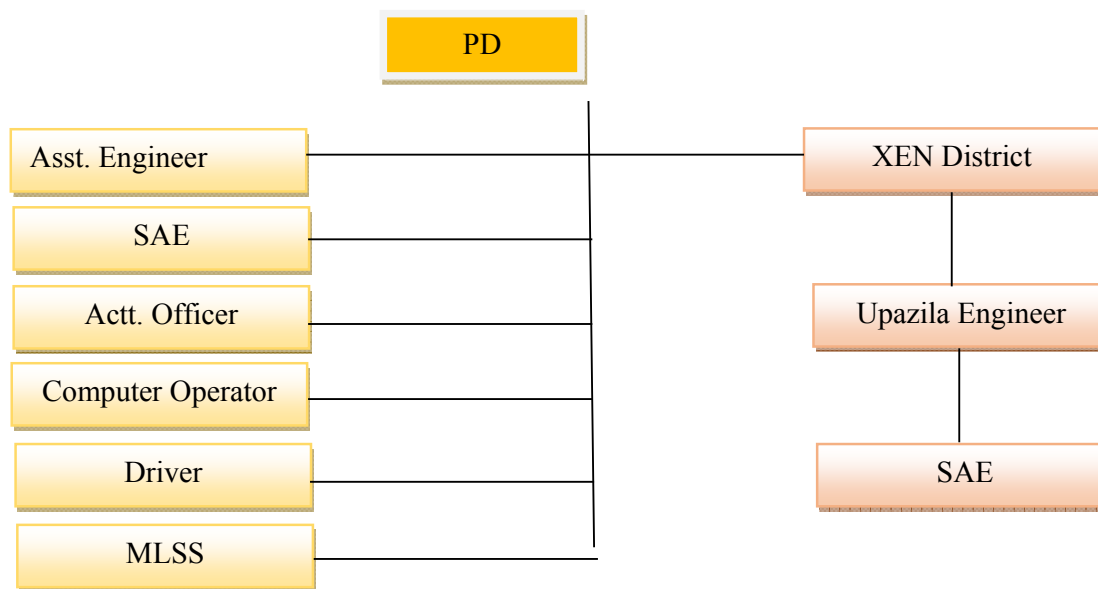 PD
Asst. Engineer
XEN District
SAE
Actt. Officer
Upazila Engineer
Computer Operator
Driver
SAE
MLSS